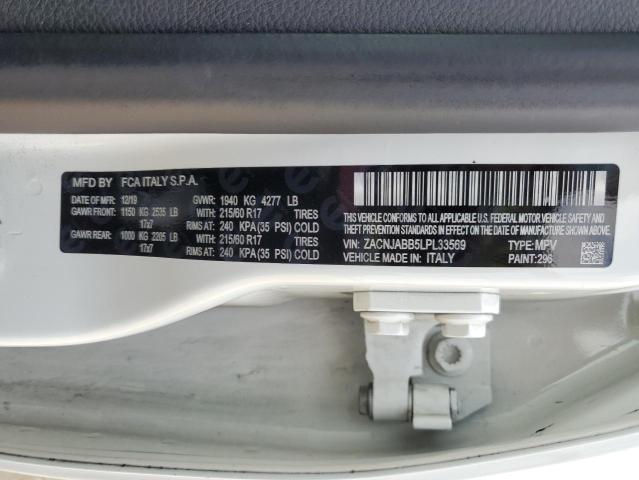 MFD BY FCA ITALY S.P.A.
DATE OF MFR: 12/19 GVWR: 1940 KG 4277 LB
GAWR FRONT: 1150 KG 2535 LB WITH 215/60 R17 TIRES
17x7 RIMS AT: 240 KPA (35 PSI) COLD
GAWR REAR: 1000 KG 2205 LB WITH 215/60 R17 TIRES
17x7 RIMS AT: 240 KPA (35 PSI) COLD
THIS VEHICLE CONFORMS TO ALL APPLICABLE U.S. FEDERAL MOTOR VEHICLE SAFETY, BUMPER AND
THEFT PREVENTION STANDARDS IN EFFECT ON THE DATE OF MANUFACTURE SHOWN ABOVE.
VIN: ZACNJABB5LPL33569 TYPE: MPV
VEHICLE MADE IN: ITALY PAINT: 296